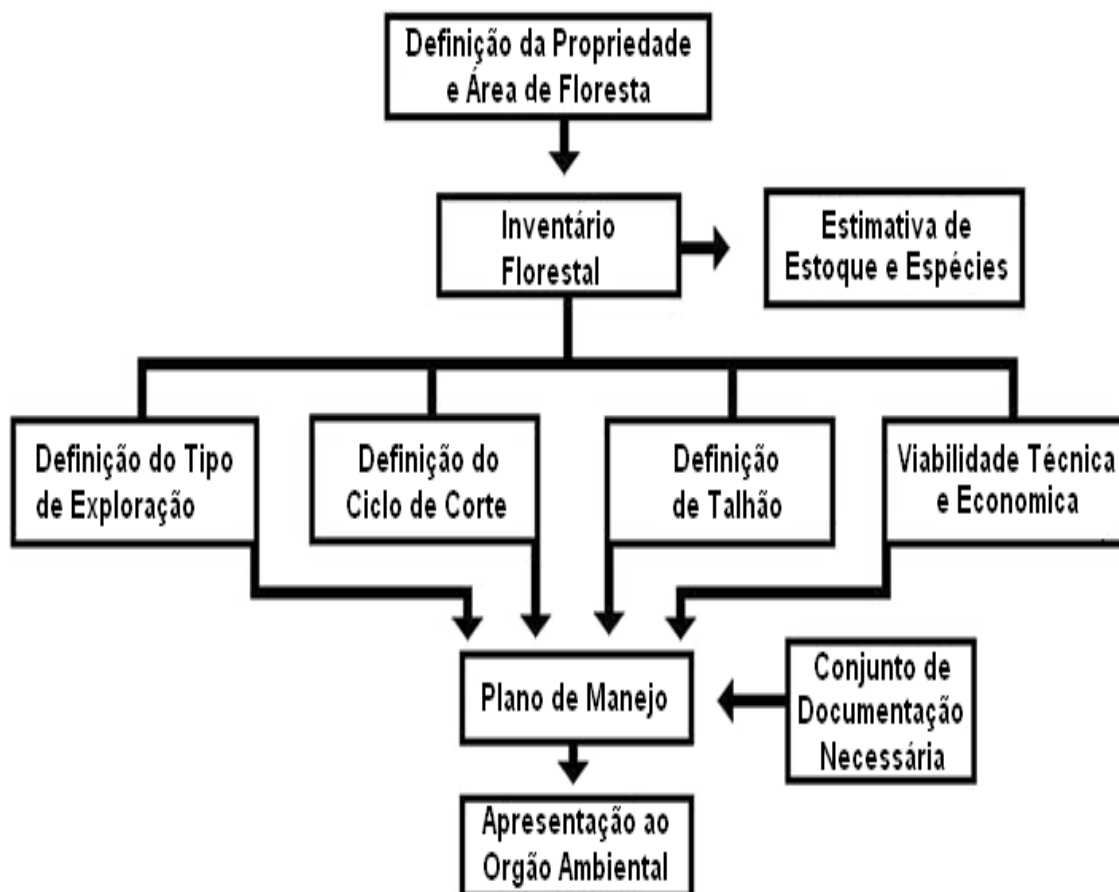 Definição da Propriedade
e Área de Floresta
Inventário
Florestal
Estimativa de
Estoque e Espécies
Definição do Tipo
de Exploração
Definição do
Ciclo de Corte
Definição
de Talhão
Viabilidade Técnica
e Economica
Plano de Manejo
Conjunto de
Documentação
Necessária
Apresentação ao
Orgão Ambiental